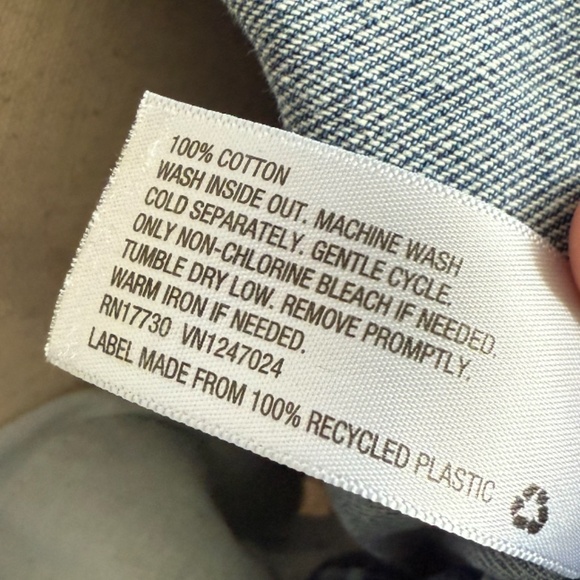 100% COTTON
WASH INSIDE OUT. MACHINE WASH
COLD SEPARATELY. GENTLE CYCLE.
ONLY NON-CHLORINE BLEACH IF NEEDED.
TUMBLE DRY LOW. REMOVE PROMPTLY.
WARM IRON IF NEEDED.
RN17730 VN1247024
LABEL MADE FROM 100% RECYCLED PLASTIC